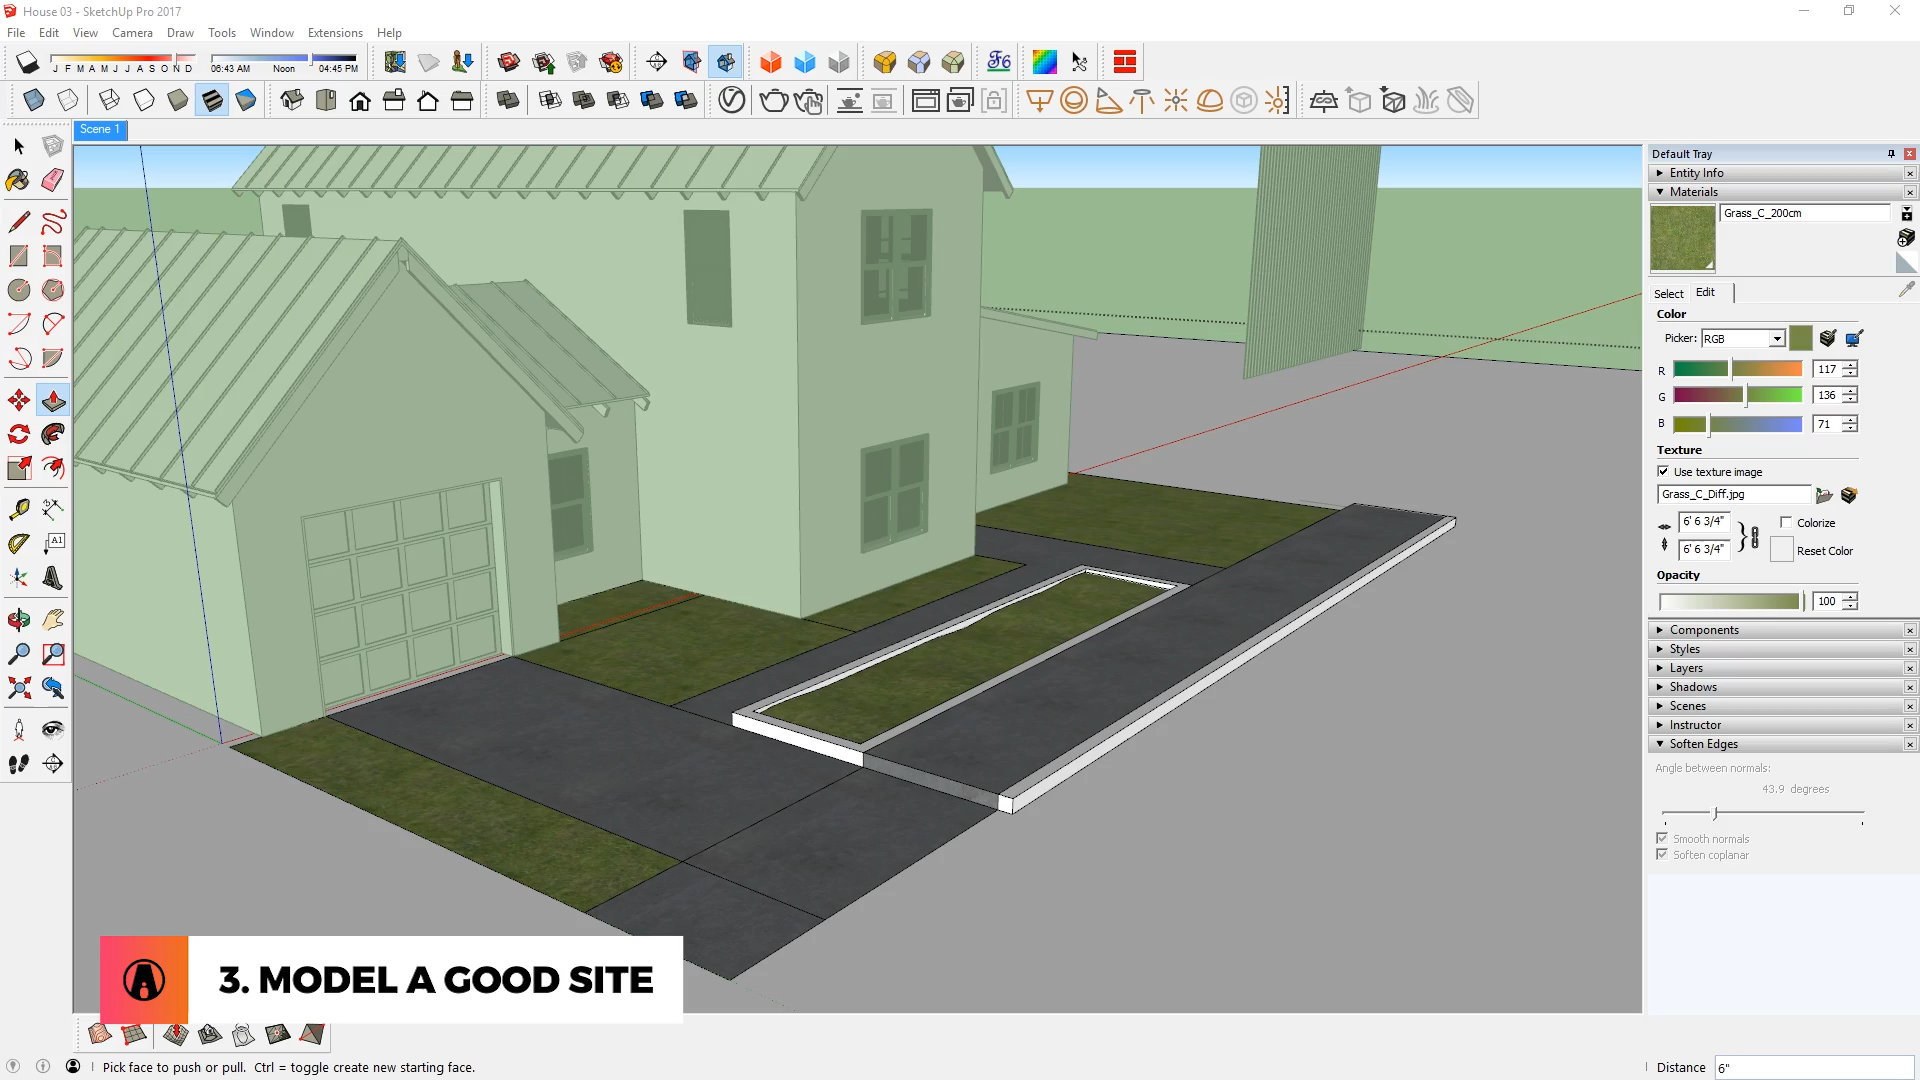 House 03 - SketchUp Pro 2017
File Edit View Camera Draw Tools Window Extensions Help
J F M A M J J A S O N D 06:43 AM Noon 04:45 PM
Scene 1
A1
Default Tray
Entity Info
Materials
Grass_C_200cm
Select Edit
Color
Picker: RGB
R 117
G 136
B 71
Texture
Use texture image
Grass_C_Diff.jpg
6' 6 3/4" Colorize
6' 6 3/4" Reset Color
Opacity
100
Components
Styles
Layers
Shadows
Scenes
Instructor
Soften Edges
Angle between normals:
43.9 degrees
Smooth normals
Soften coplanar
3. MODEL A GOOD SITE
Pick face to push or pull. Ctrl = toggle create new starting face.
Distance 6"